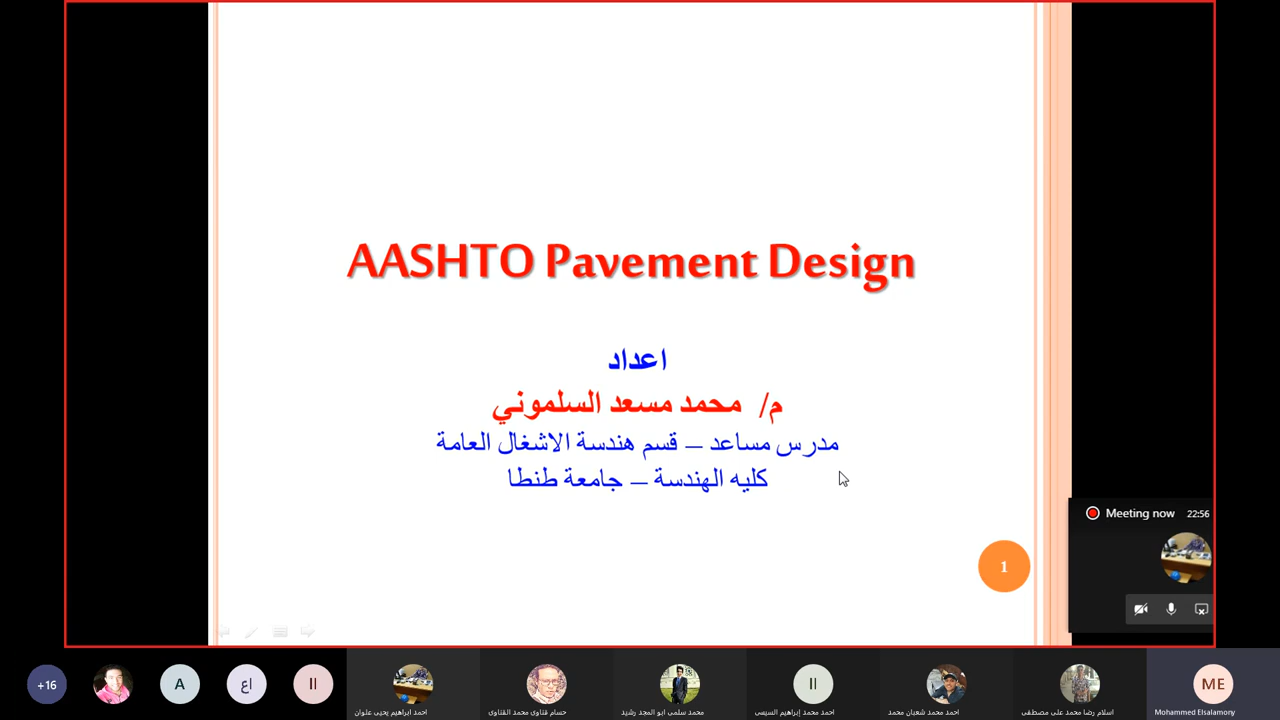 AASHTO Pavement Design
اعداد
م/ محمد مسعد السلموني
مدرس مساعد – قسم هندسة الاشغال العامة
كليه الهندسة – جامعة طنطا
Meeting now 22:56
1
+16
A
اع
II
احمد ابراهيم يحيى علوان
حسام قناوى محمد القناوى
محمد سلمى ابو المجد رشيد
II
احمد محمد إبراهيم السيسى
احمد محمد شعبان محمد
اسلام رضا محمد على مصطفى
ME
Mohammed Elsalamony